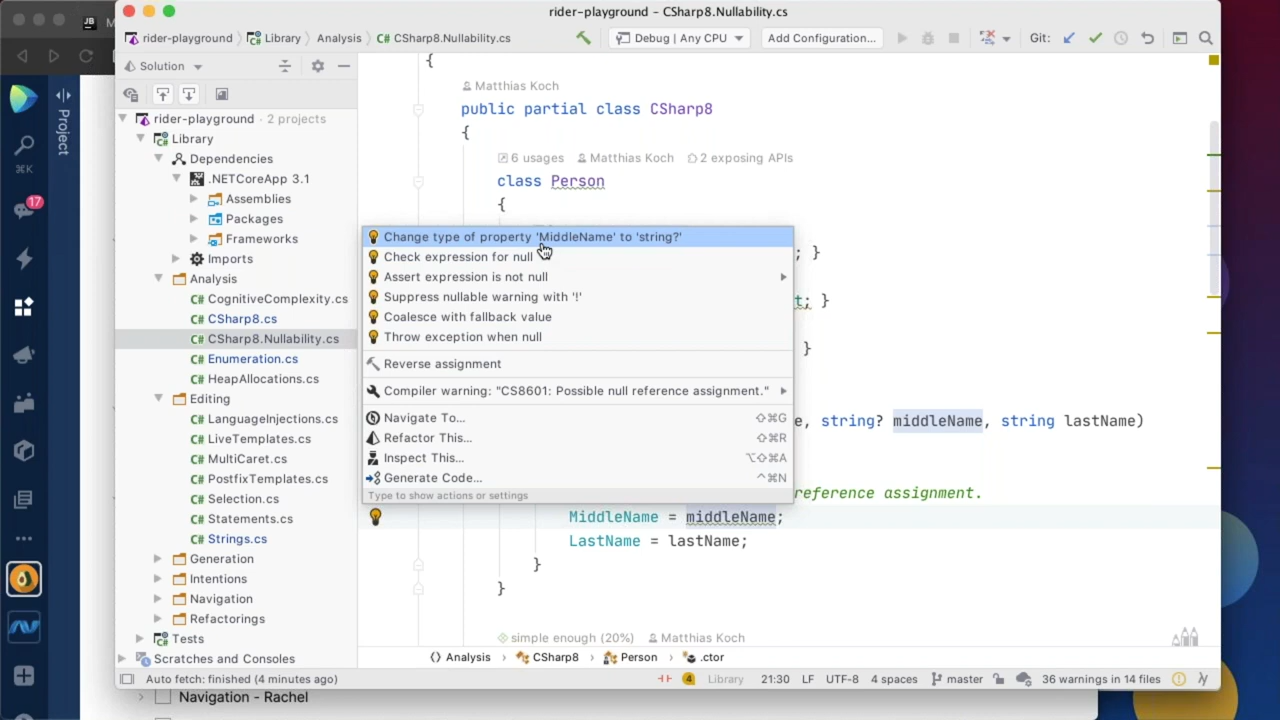 rider-playground – CSharp8.Nullability.cs
JB
M
rider-playground
Library
Analysis
C# CSharp8.Nullability.cs
Debug | Any CPU
Add Configuration...
Git:
Solution
Project
⌘K
17
rider-playground · 2 projects
Library
Dependencies
.NETCoreApp 3.1
Assemblies
Packages
Frameworks
Imports
Analysis
C# CognitiveComplexity.cs
C# CSharp8.cs
C# CSharp8.Nullability.cs
C# Enumeration.cs
C# HeapAllocations.cs
Editing
C# LanguageInjections.cs
C# LiveTemplates.cs
C# MultiCaret.cs
C# PostfixTemplates.cs
C# Selection.cs
C# Statements.cs
C# Strings.cs
Generation
Intentions
Navigation
Refactorings
Tests
Scratches and Consoles
{
Matthias Koch
public partial class CSharp8
{
6 usages Matthias Koch 2 exposing APIs
class Person
{
; }
t; }
}
e, string? middleName, string lastName)
reference assignment.
MiddleName = middleName;
LastName = lastName;
}
}
simple enough (20%) Matthias Koch
Change type of property 'MiddleName' to 'string?'
Check expression for null
Assert expression is not null
Suppress nullable warning with '!'
Coalesce with fallback value
Throw exception when null
Reverse assignment
Compiler warning: "CS8601: Possible null reference assignment."
Navigate To... ⇧⌘G
Refactor This... ⇧⌘R
Inspect This... ⌥⇧⌘A
Generate Code... ^⌘N
Type to show actions or settings
Analysis
CSharp8
Person
.ctor
Auto fetch: finished (4 minutes ago)
4
Library
21:30
LF
UTF-8
4 spaces
master
36 warnings in 14 files
Navigation - Rachel